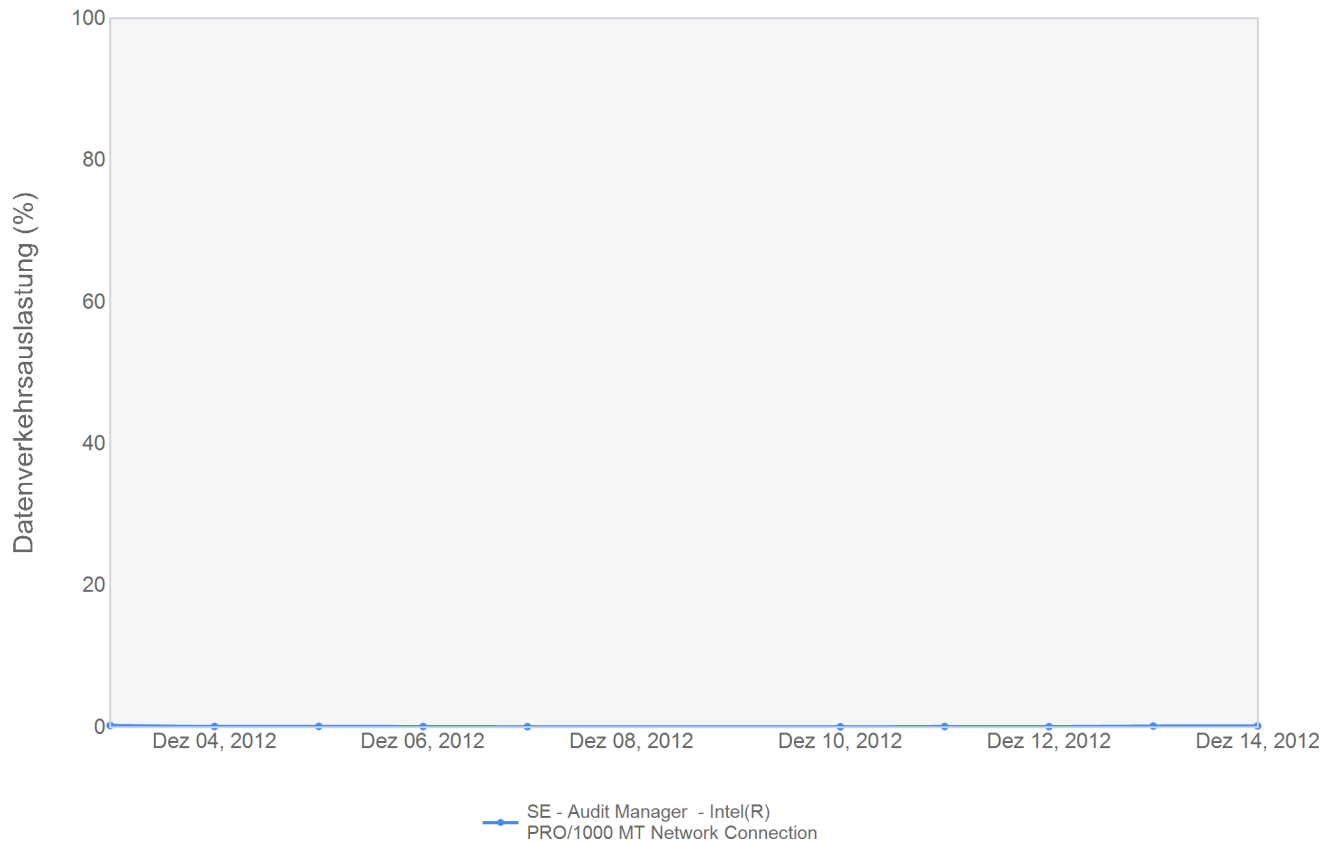 Datenverkehrsauslastung (%)
100
80
60
40
20
0
Dez 04, 2012 Dez 06, 2012 Dez 08, 2012 Dez 10, 2012 Dez 12, 2012 Dez 14, 2012
SE - Audit Manager  - Intel(R)
PRO/1000 MT Network Connection